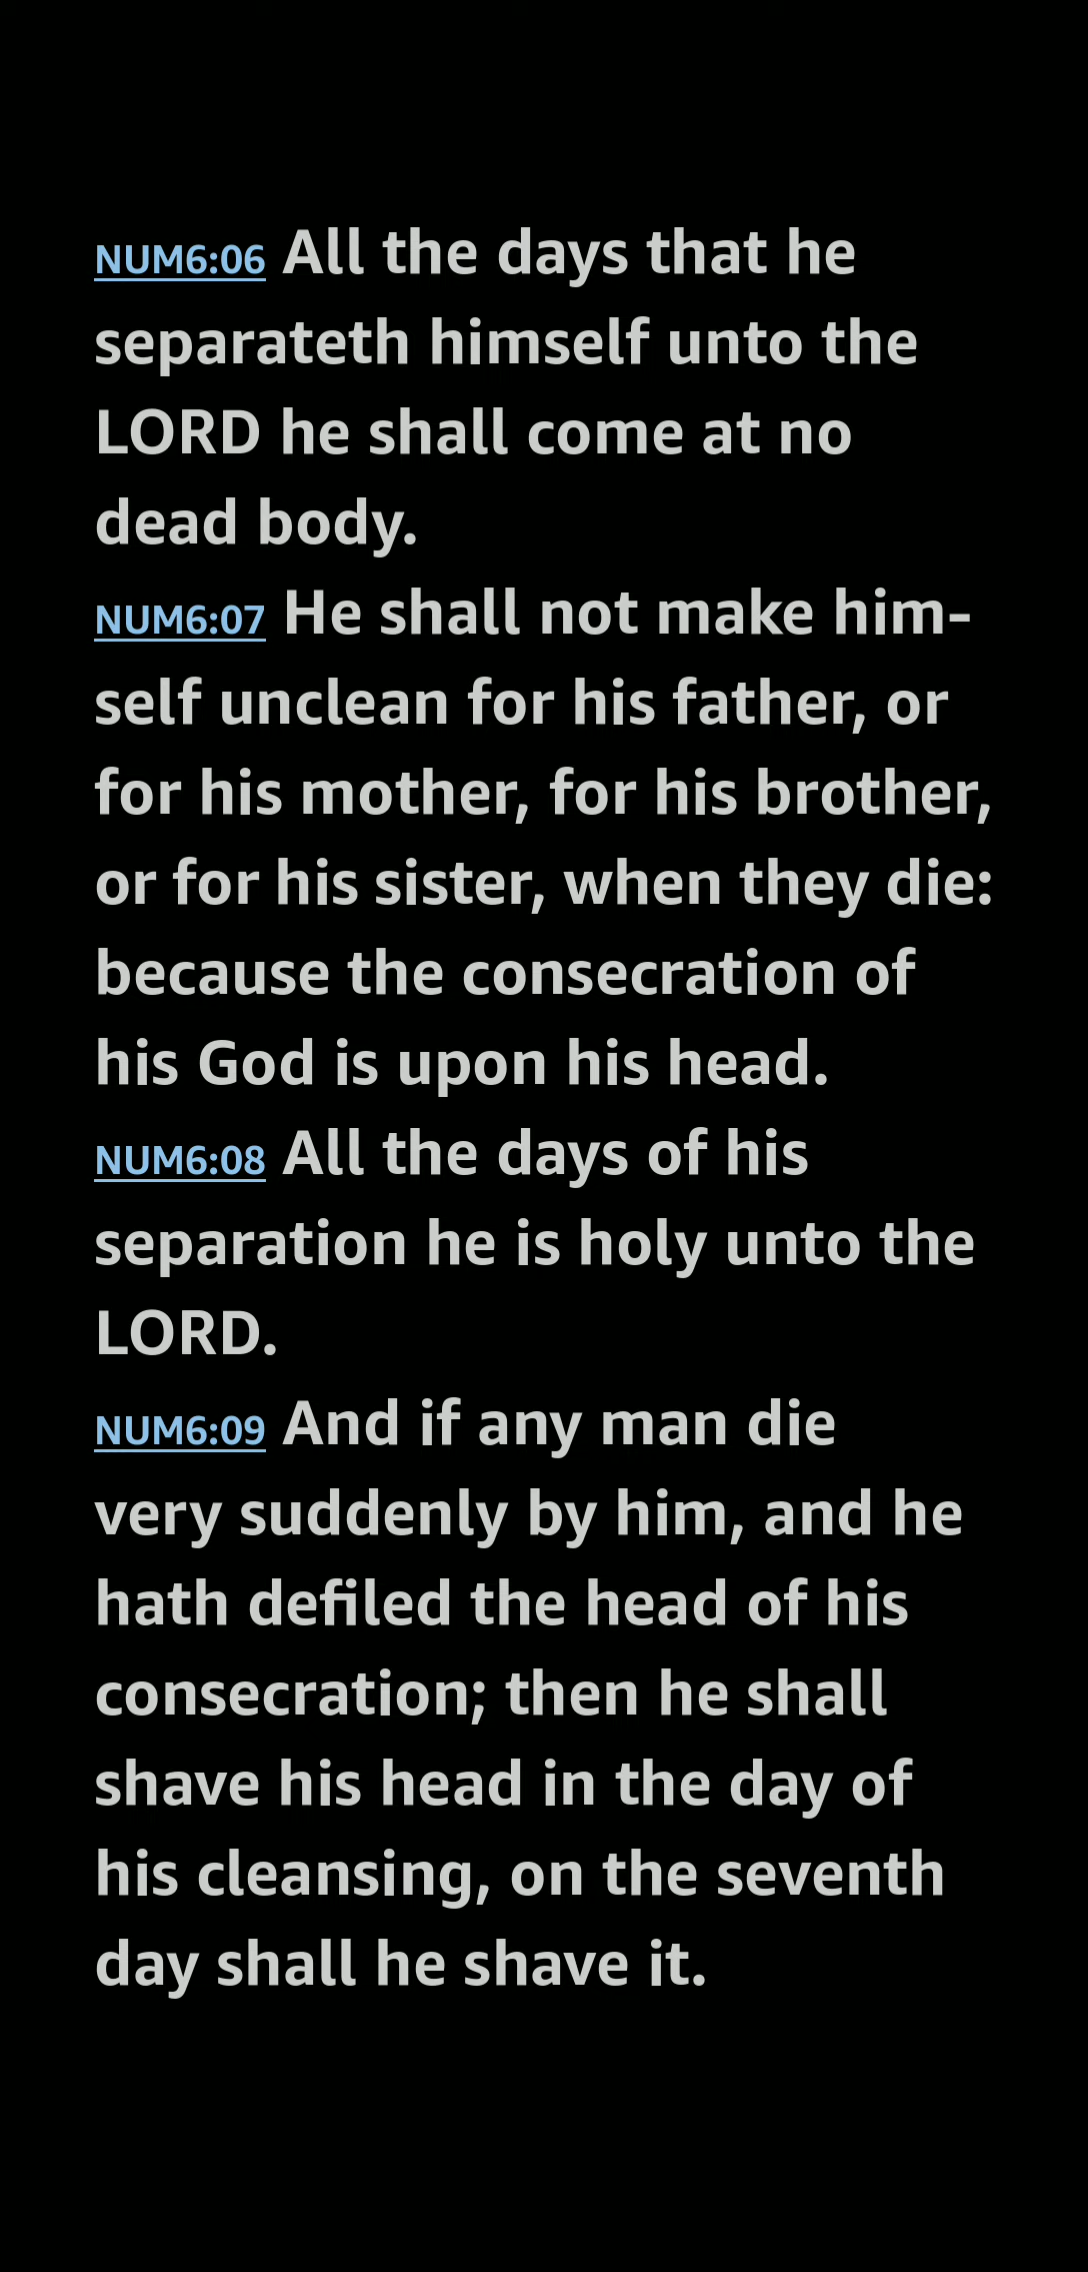 NUM6:06 All the days that he
separateth himself unto the
LORD he shall come at no
dead body.
NUM6:07 He shall not make him-
self unclean for his father, or
for his mother, for his brother,
or for his sister, when they die:
because the consecration of
his God is upon his head.
NUM6:08 All the days of his
separation he is holy unto the
LORD.
NUM6:09 And if any man die
very suddenly by him, and he
hath defiled the head of his
consecration; then he shall
shave his head in the day of
his cleansing, on the seventh
day shall he shave it.